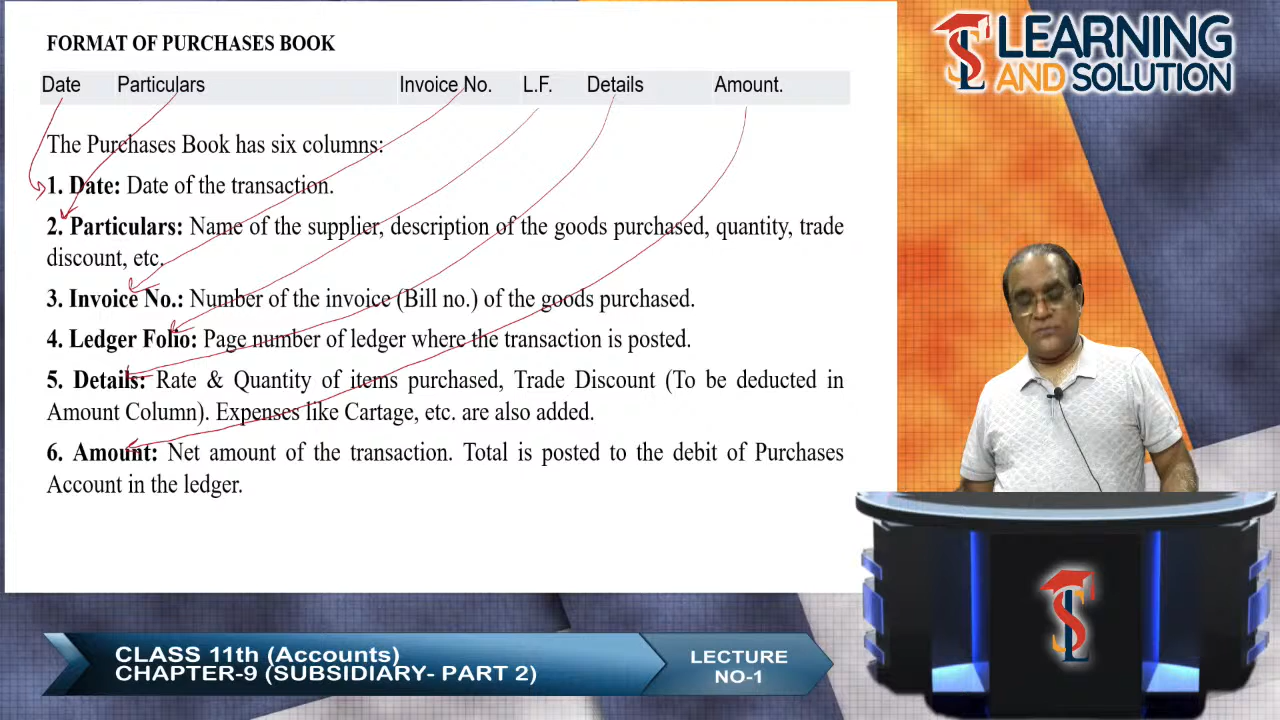 FORMAT OF PURCHASES BOOK
Date Particulars Invoice No. L.F. Details Amount.
The Purchases Book has six columns:
1. Date: Date of the transaction.
2. Particulars: Name of the supplier, description of the goods purchased, quantity, trade
discount, etc.
3. Invoice No.: Number of the invoice (Bill no.) of the goods purchased.
4. Ledger Folio: Page number of ledger where the transaction is posted.
5. Details: Rate & Quantity of items purchased, Trade Discount (To be deducted in
Amount Column). Expenses like Cartage, etc. are also added.
6. Amount: Net amount of the transaction. Total is posted to the debit of Purchases
Account in the ledger.
LEARNING
AND SOLUTION
CLASS 11th (Accounts)
CHAPTER-9 (SUBSIDIARY- PART 2)
LECTURE
NO-1